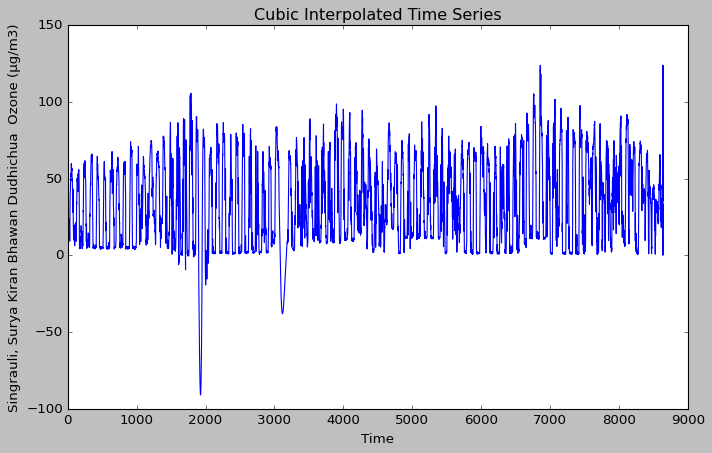 Cubic Interpolated Time Series
Singrauli, Surya Kiran Bhawan Dudhichua  Ozone (µg/m3)
150
100
50
0
−50
−100
0 1000 2000 3000 4000 5000 6000 7000 8000 9000
Time